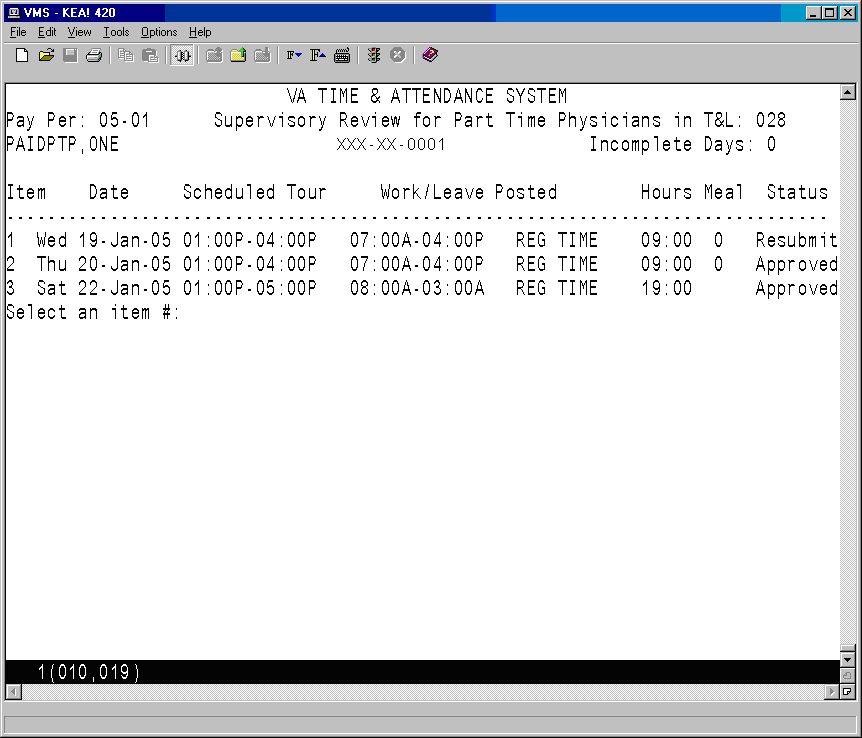 VMS - KEA! 420
File Edit View Tools Options Help
VA TIME & ATTENDANCE SYSTEM
Pay Per: 05-01 Supervisory Review for Part Time Physicians in T&L: 028
PAIDPTP,ONE XXX-XX-0001 Incomplete Days: 0
Item Date Scheduled Tour Work/Leave Posted Hours Meal Status
-------------------------------------------------------------------------------
1 Wed 19-Jan-05 01:00P-04:00P 07:00A-04:00P REG TIME 09:00 0 Resubmit
2 Thu 20-Jan-05 01:00P-04:00P 07:00A-04:00P REG TIME 09:00 0 Approved
3 Sat 22-Jan-05 01:00P-05:00P 08:00A-03:00A REG TIME 19:00 Approved
Select an item #:
1(010,019)